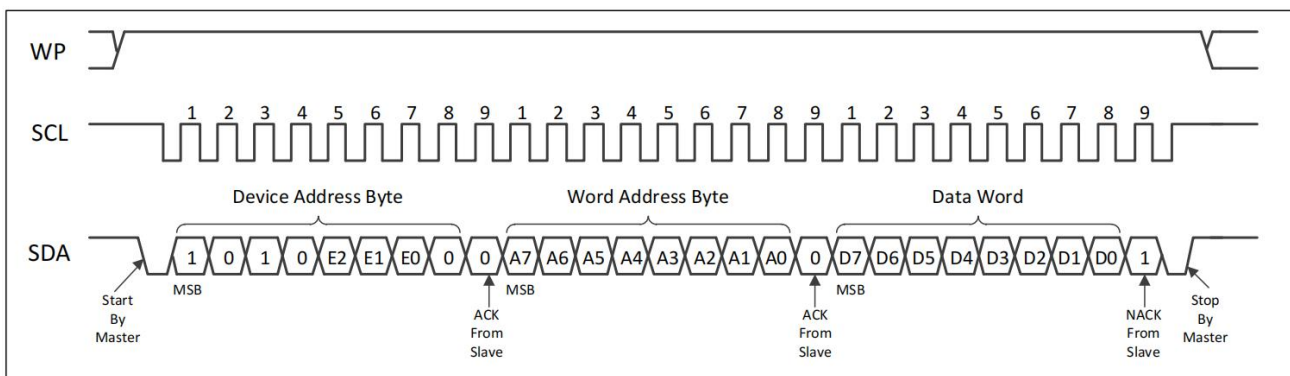 WP
1 2 3 4 5 6 7 8 9 1 2 3 4 5 6 7 8 9 1 2 3 4 5 6 7 8 9
SCL
Device Address Byte Word Address Byte Data Word
SDA
1 0 1 0 E2 E1 E0 0 0 A7 A6 A5 A4 A3 A2 A1 A0 0 D7 D6 D5 D4 D3 D2 D1 D0 1
MSB MSB MSB
Start
By
Master
ACK
From
Slave
ACK
From
Slave
NACK
From
Slave
Stop
By
Master